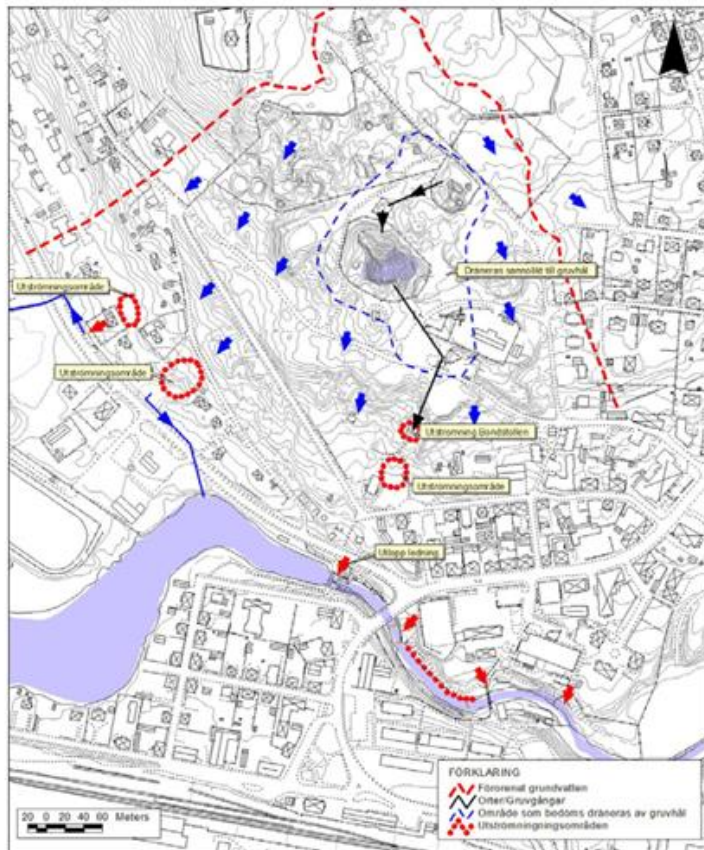 Utströmningsområde
Dräneras sannolikt till gruvhål
Utströmningsområde
Utströmning Bondstollen
Utströmningsområde
Utlopp ledning
FÖRKLARING
Förorenat grundvatten
Orter/Gruvgångar
Område som bedöms dräneras av gruvhål
Utströmningningsområden
20 0 20 40 60 Meters